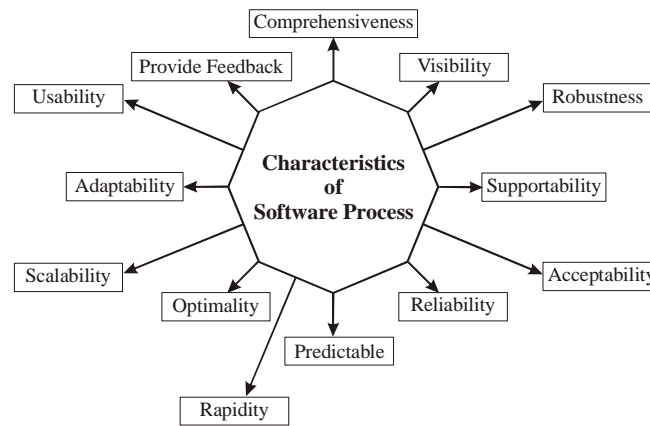 Comprehensiveness
Provide Feedback
Visibility
Usability
Robustness
Characteristics
of
Software Process
Adaptability
Supportability
Scalability
Acceptability
Optimality
Reliability
Predictable
Rapidity